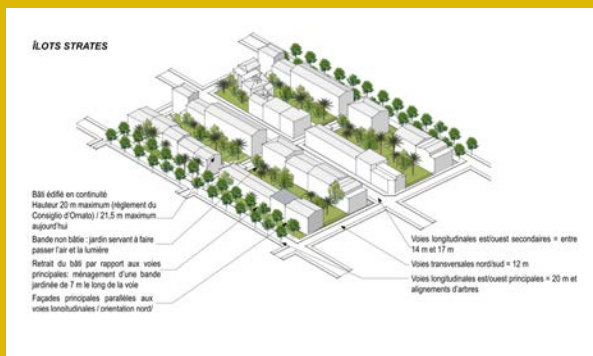 ÎLOTS STRATES
Bâti édifié en continuité
Hauteur 20 m maximum (règlement du
Consiglio d'Ornato) / 21,5 m maximum
aujourd'hui
Bande non bâtie : jardin servant à faire
passer l'air et la lumière
Retrait du bâti par rapport aux voies
principales: ménagement d'une bande
jardinée de 7 m le long de la voie
Façades principales parallèles aux
voies longitudinales / orientation nord/
Voies longitudinales est/ouest secondaires = entre
14 m et 17 m
Voies transversales nord/sud = 12 m
Voies longitudinales est/ouest principales = 20 m et
alignements d'arbres